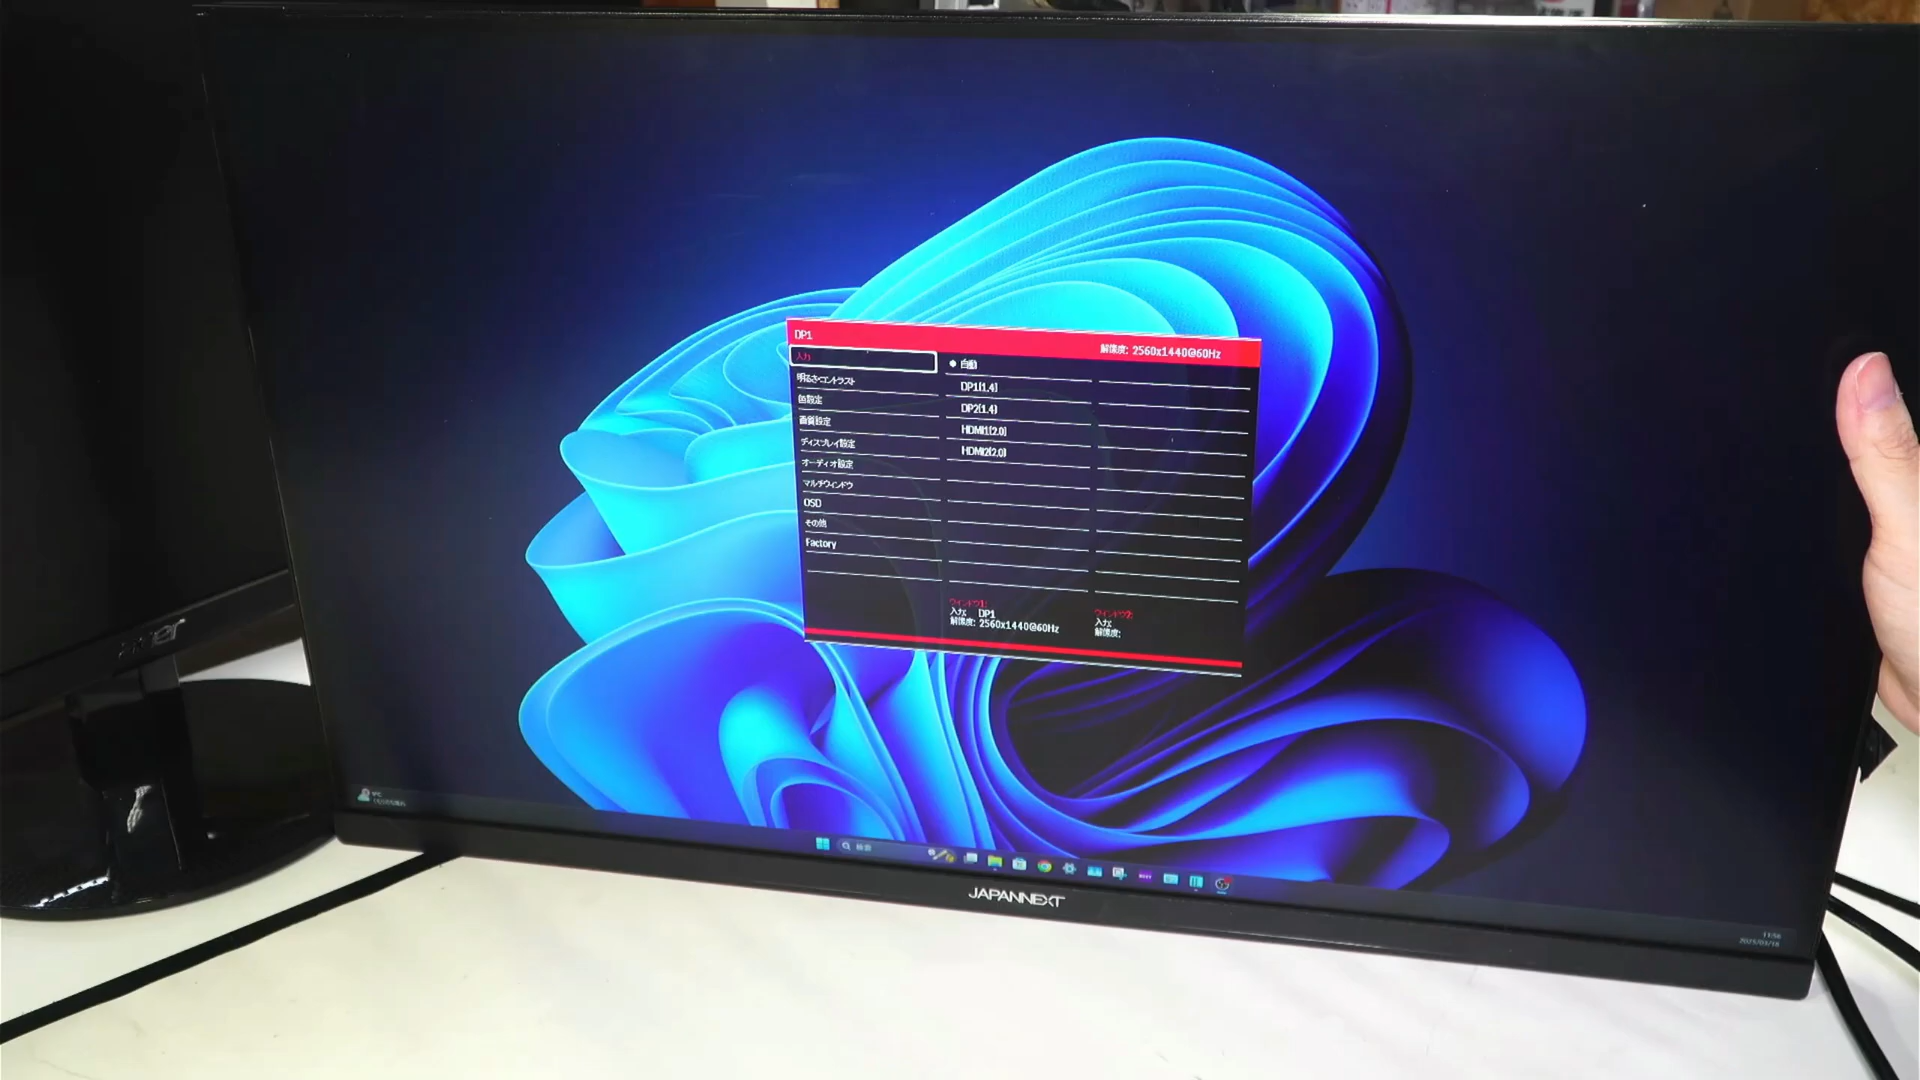 DP1
解像度: 2560x1440@60Hz
入力
自動
明るさ・コントラスト
DP1(1.4)
色設定
DP2(1.4)
画質設定
HDMI1(2.0)
ディスプレイ設定
HDMI2(2.0)
オーディオ設定
マルチウィンドウ
OSD
その他
Factory
ウィンドウ1:
入力: DP1
解像度: 2560x1440@60Hz
ウィンドウ2:
入力:
解像度:
acer
検索
JAPANNEXT
11:56